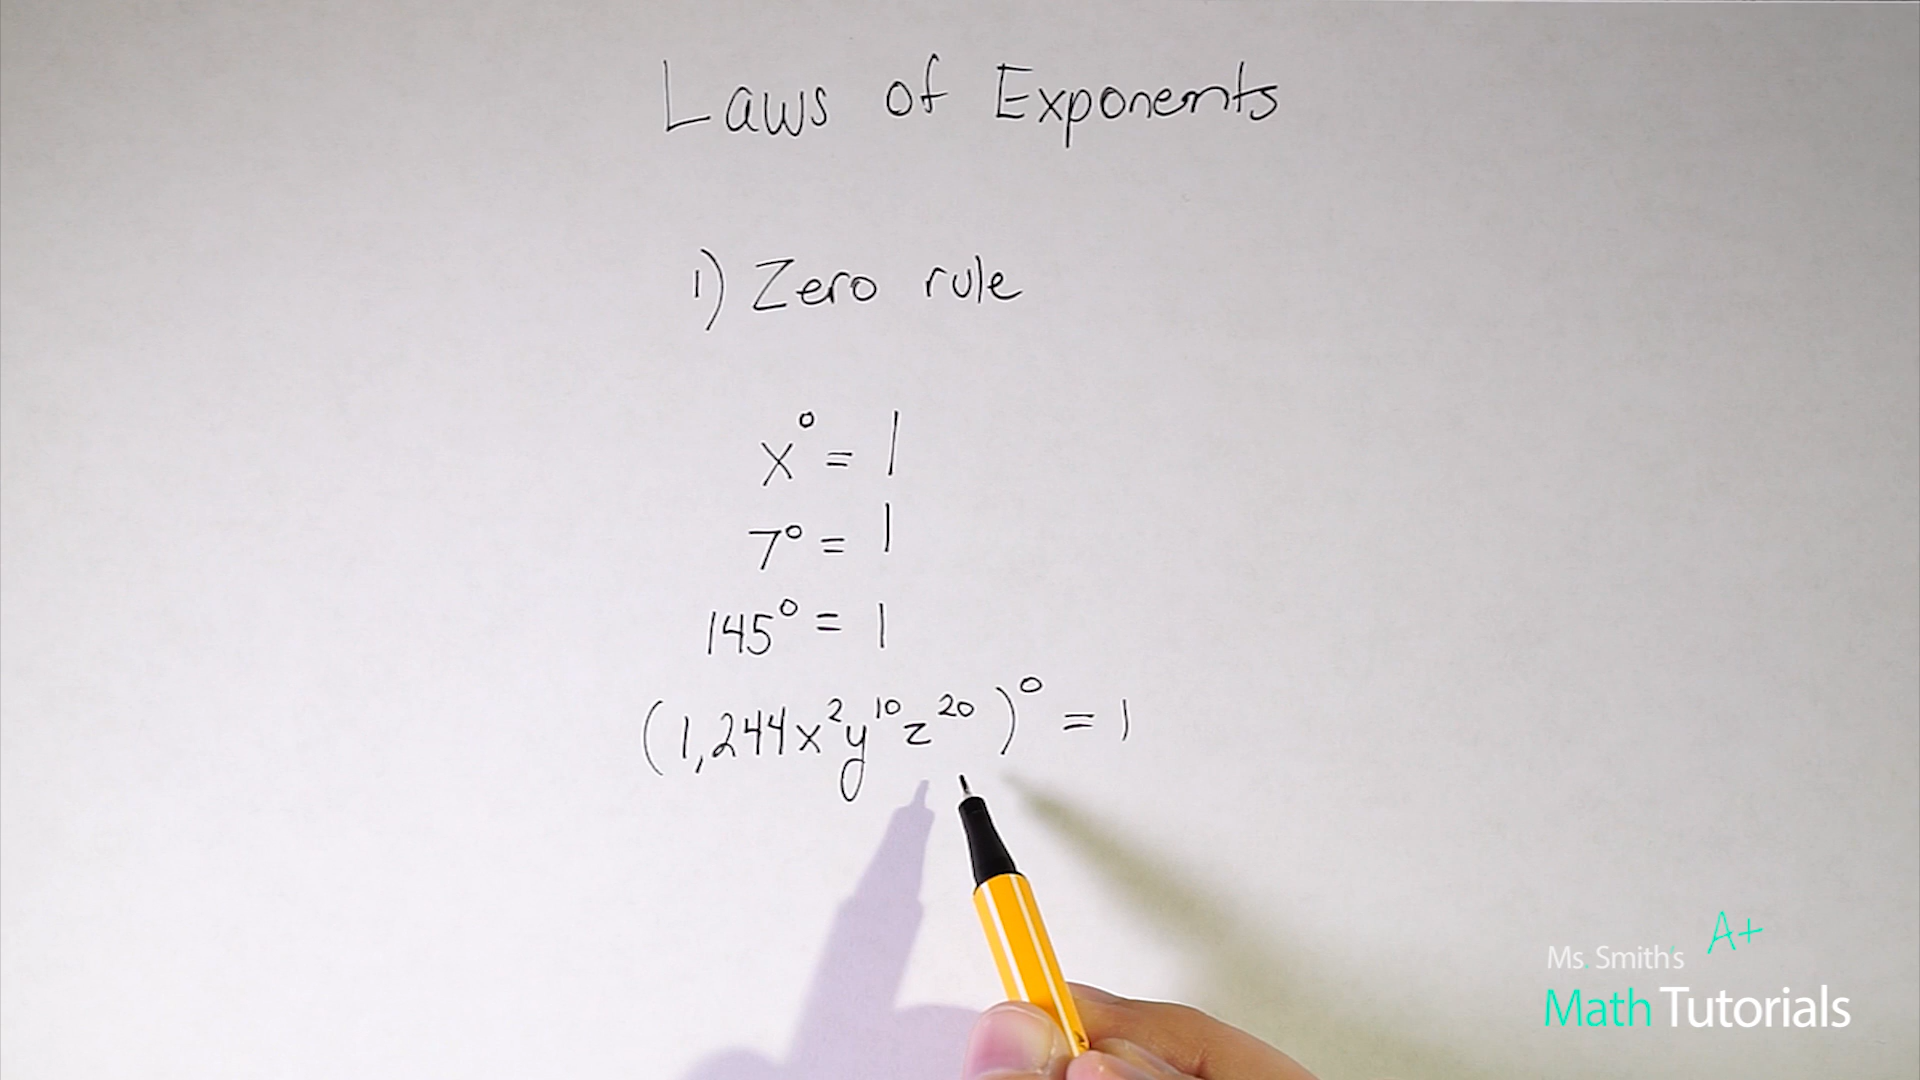 Laws of Exponents
1) Zero rule
x⁰ = 1
7⁰ = 1
145⁰ = 1
(1,244x²y¹⁰z²⁰)⁰ = 1
A+
Ms. Smith's
Math Tutorials